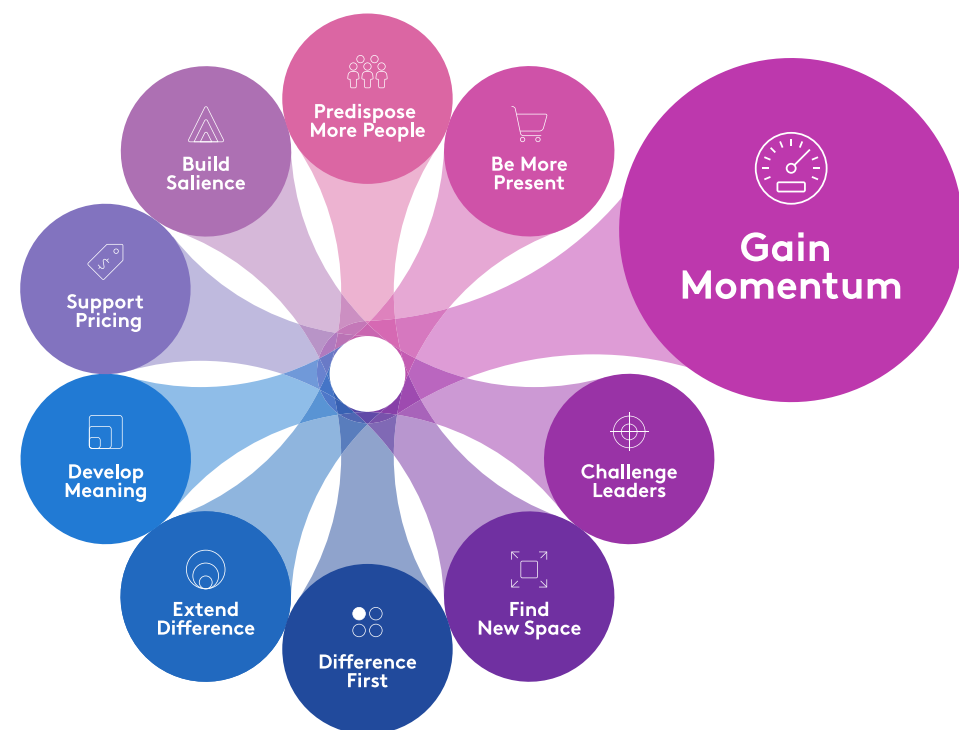 Predispose
More People
Be More
Present
Gain
Momentum
Challenge
Leaders
Find
New Space
Difference
First
Extend
Difference
Develop
Meaning
Support
Pricing
Build
Salience